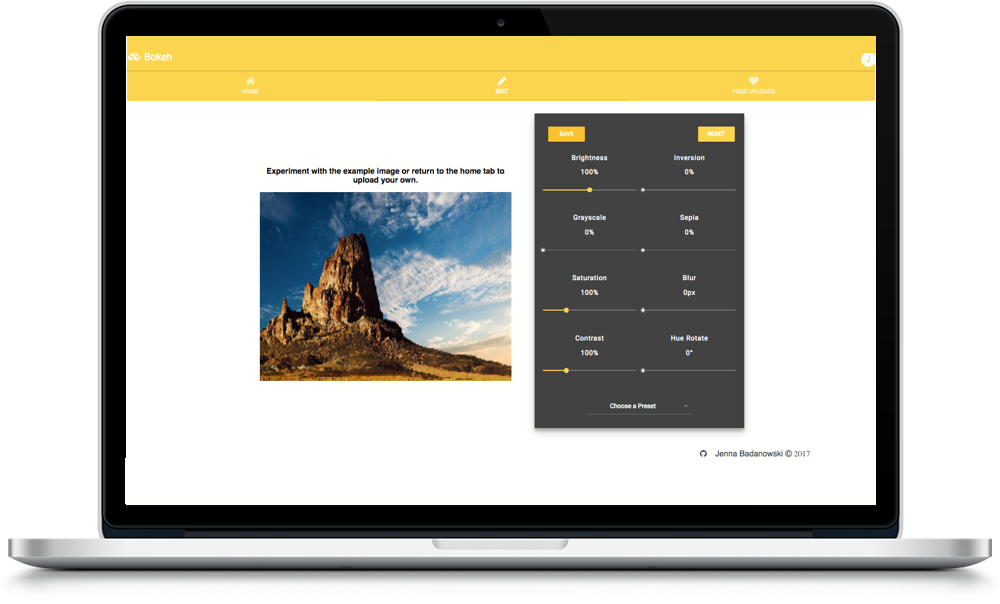 Bokeh
J
HOME
EDIT
YOUR UPLOADS
SAVE
RESET
Experiment with the example image or return to the home tab to
upload your own.
Brightness
100%
Inversion
0%
Grayscale
0%
Sepia
0%
Saturation
100%
Blur
0px
Contrast
100%
Hue Rotate
0°
Choose a Preset
Jenna Badanowski © 2017